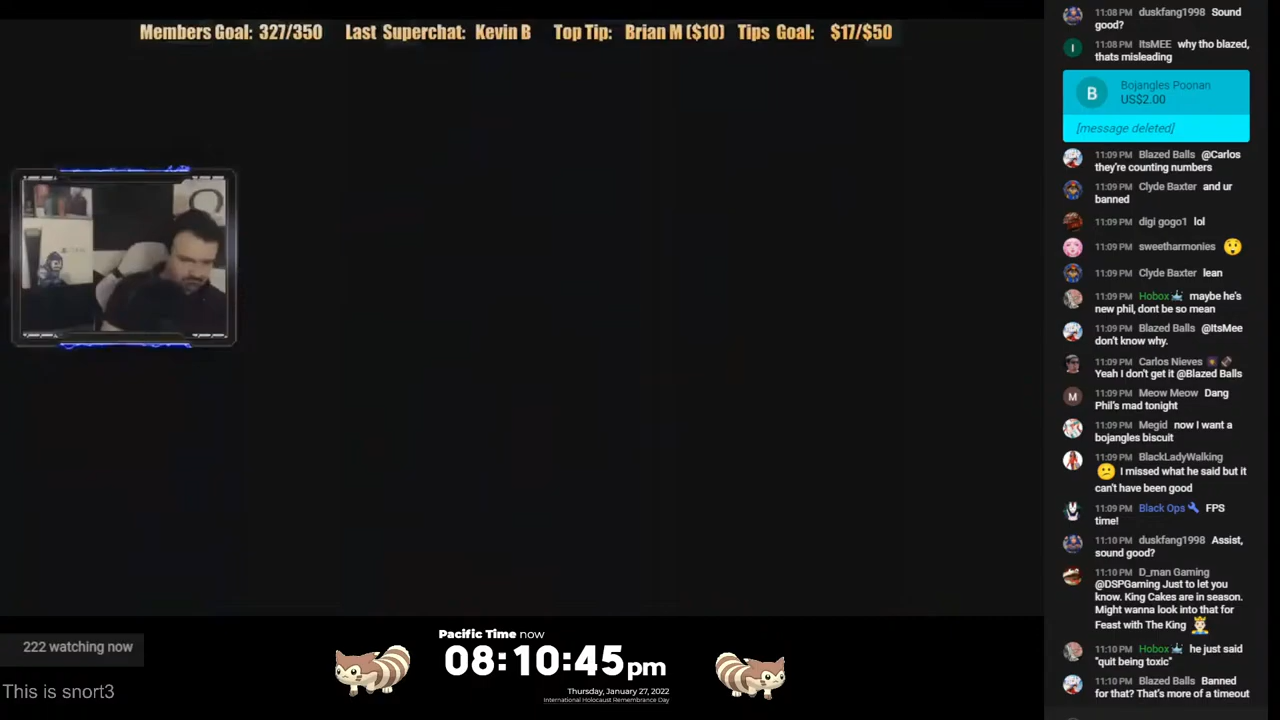 Members Goal: 327/350 Last Superchat: Kevin B Top Tip: Brian M ($10) Tips Goal: $17/$50
11:08 PM duskfang1998 Sound
good?
I 11:08 PM ItsMEE why tho blazed,
thats misleading
B Bojangles Poonan
US$2.00
[message deleted]
11:09 PM Blazed Balls @Carlos
they're counting numbers
11:09 PM Clyde Baxter and ur
banned
11:09 PM digi gogo1 lol
11:09 PM sweetharmonies 😲
11:09 PM Clyde Baxter lean
11:09 PM Hobox maybe he's
new phil, dont be so mean
11:09 PM Blazed Balls @ItsMee
don't know why.
11:09 PM Carlos Nieves
Yeah I don't get it @Blazed Balls
M 11:09 PM Meow Meow Dang
Phil's mad tonight
11:09 PM Megid now I want a
bojangles biscuit
11:09 PM BlackLadyWalking
😕 I missed what he said but it
can't have been good
11:09 PM Black Ops🔧 FPS
time!
11:10 PM duskfang1998 Assist,
sound good?
11:10 PM D_man Gaming
@DSPGaming Just to let you
know. King Cakes are in season.
Might wanna look into that for
Feast with The King 🤴
11:10 PM Hobox he just said
"quit being toxic"
11:10 PM Blazed Balls Banned
for that? That's more of a timeout
222 watching now
This is snort3
Pacific Time now
08:10:45pm
Thursday, January 27, 2022
International Holocaust Remembrance Day